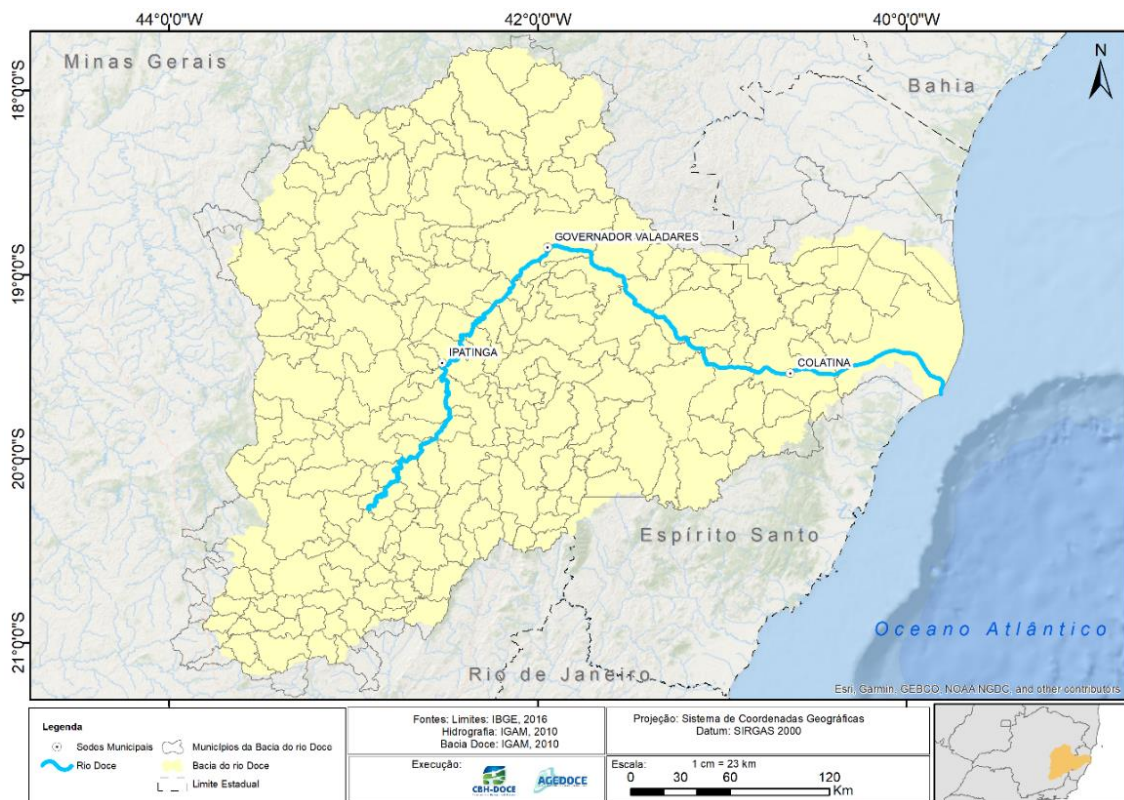 44°0'0"W
42°0'0"W
40°0'0"W
18°0'0"S
19°0'0"S
20°0'0"S
21°0'0"S
Minas Gerais
Bahia
N
GOVERNADOR VALADARES
IPATINGA
COLATINA
Espírito Santo
Oceano Atlântico
Rio de Janeiro
Esri, Garmin, GEBCO, NOAA NGDC, and other contributors
Legenda
Sedes Municipais
Municípios da Bacia do rio Doce
Rio Doce
Bacia do rio Doce
Limite Estadual
Fontes: Limites: IBGE, 2016
Hidrografia: IGAM, 2010
Bacia Doce: IGAM, 2010
Execução:
CBH-DOCE
AGEDOCE
Projeção: Sistema de Coordenadas Geográficas
Datum: SIRGAS 2000
Escala: 1 cm = 23 km
0 30 60 120
Km